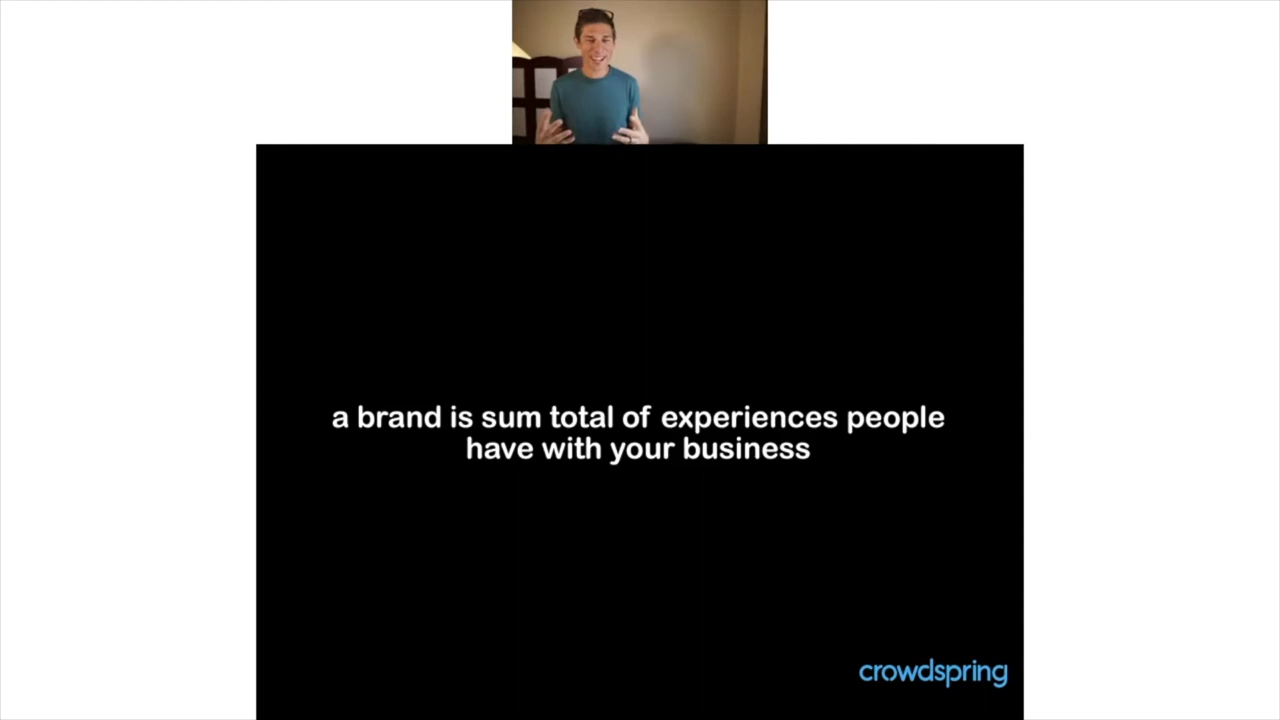 a brand is sum total of experiences people
have with your business
crowdspring